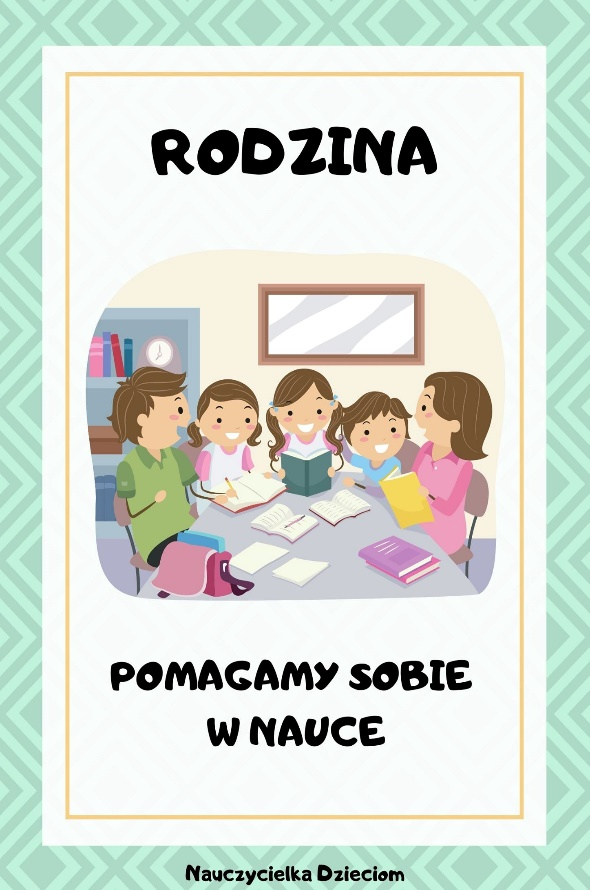 RODZINA
POMAGAMY SOBIE
W NAUCE
Nauczycielka Dzieciom